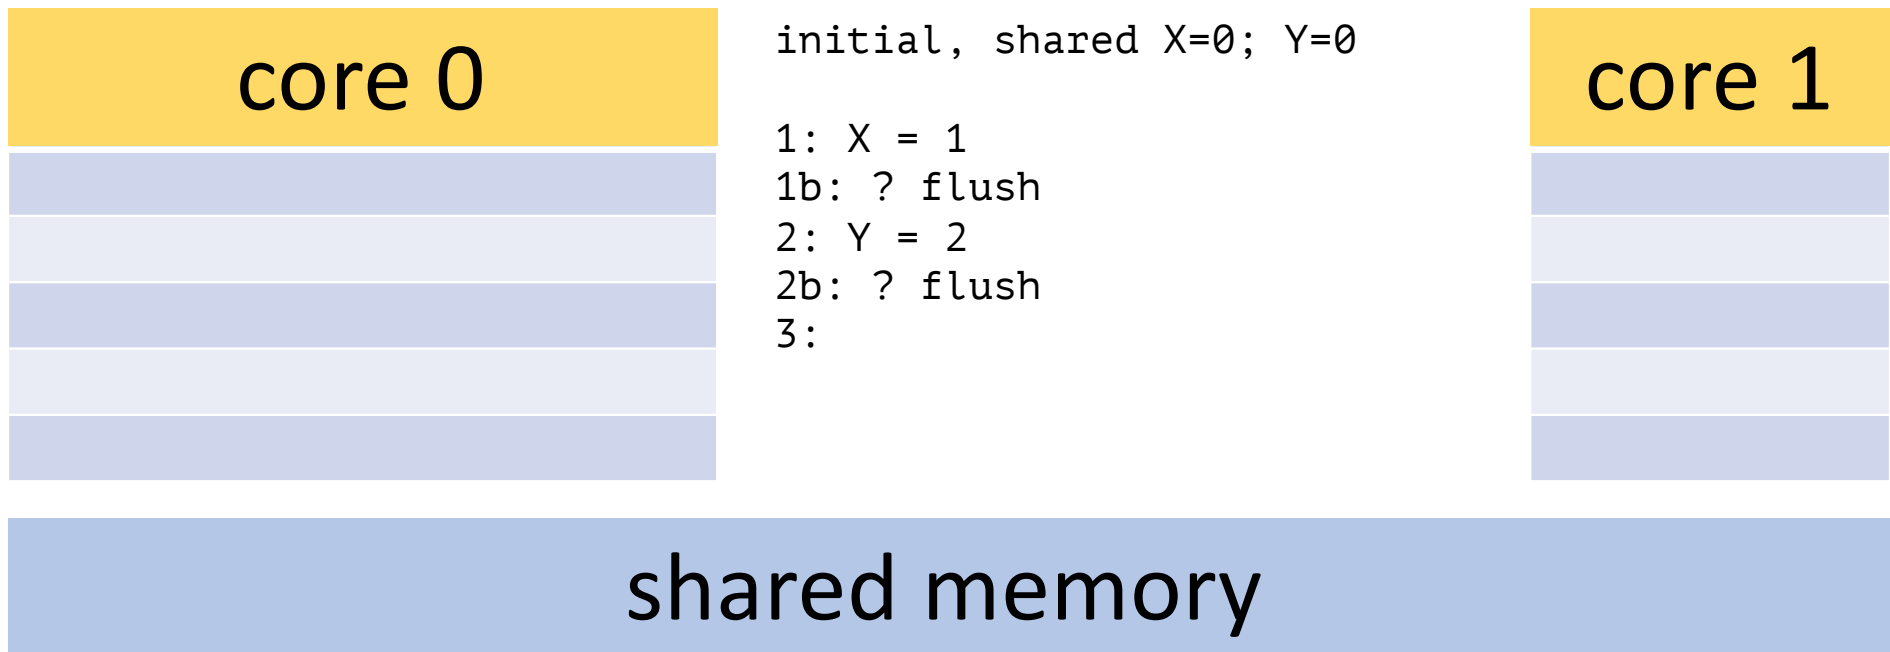 core 0
initial, shared X=0; Y=0
1: X = 1
1b: ? flush
2: Y = 2
2b: ? flush
3:
core 1
shared memory